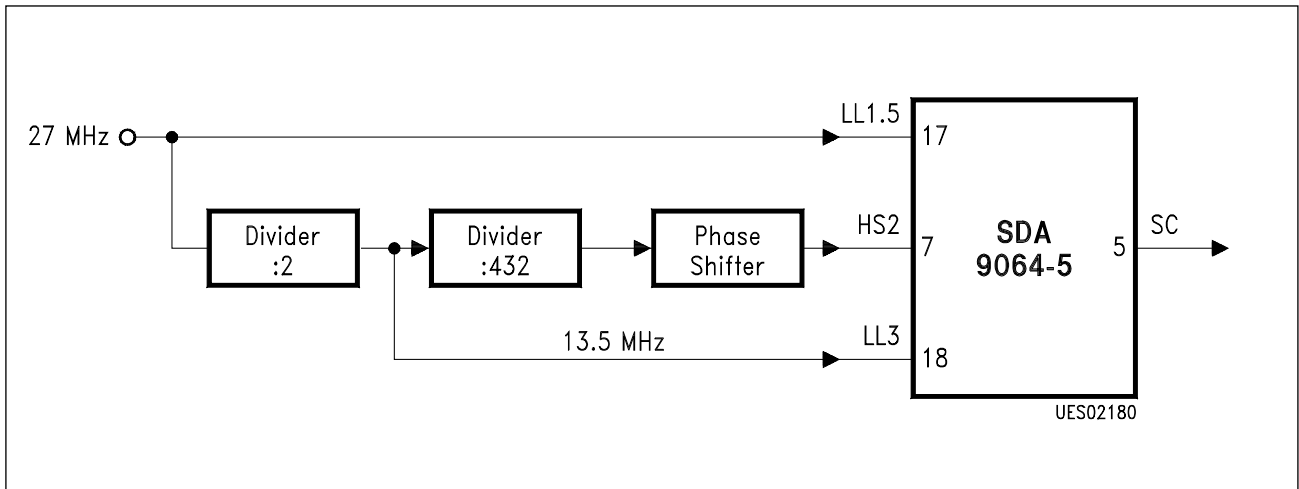 LL1.5
27 MHz
17
Divider
:2
Divider
:432
Phase
Shifter
HS2
7
SDA
9064-5
5
SC
13.5 MHz
LL3
18
UES02180